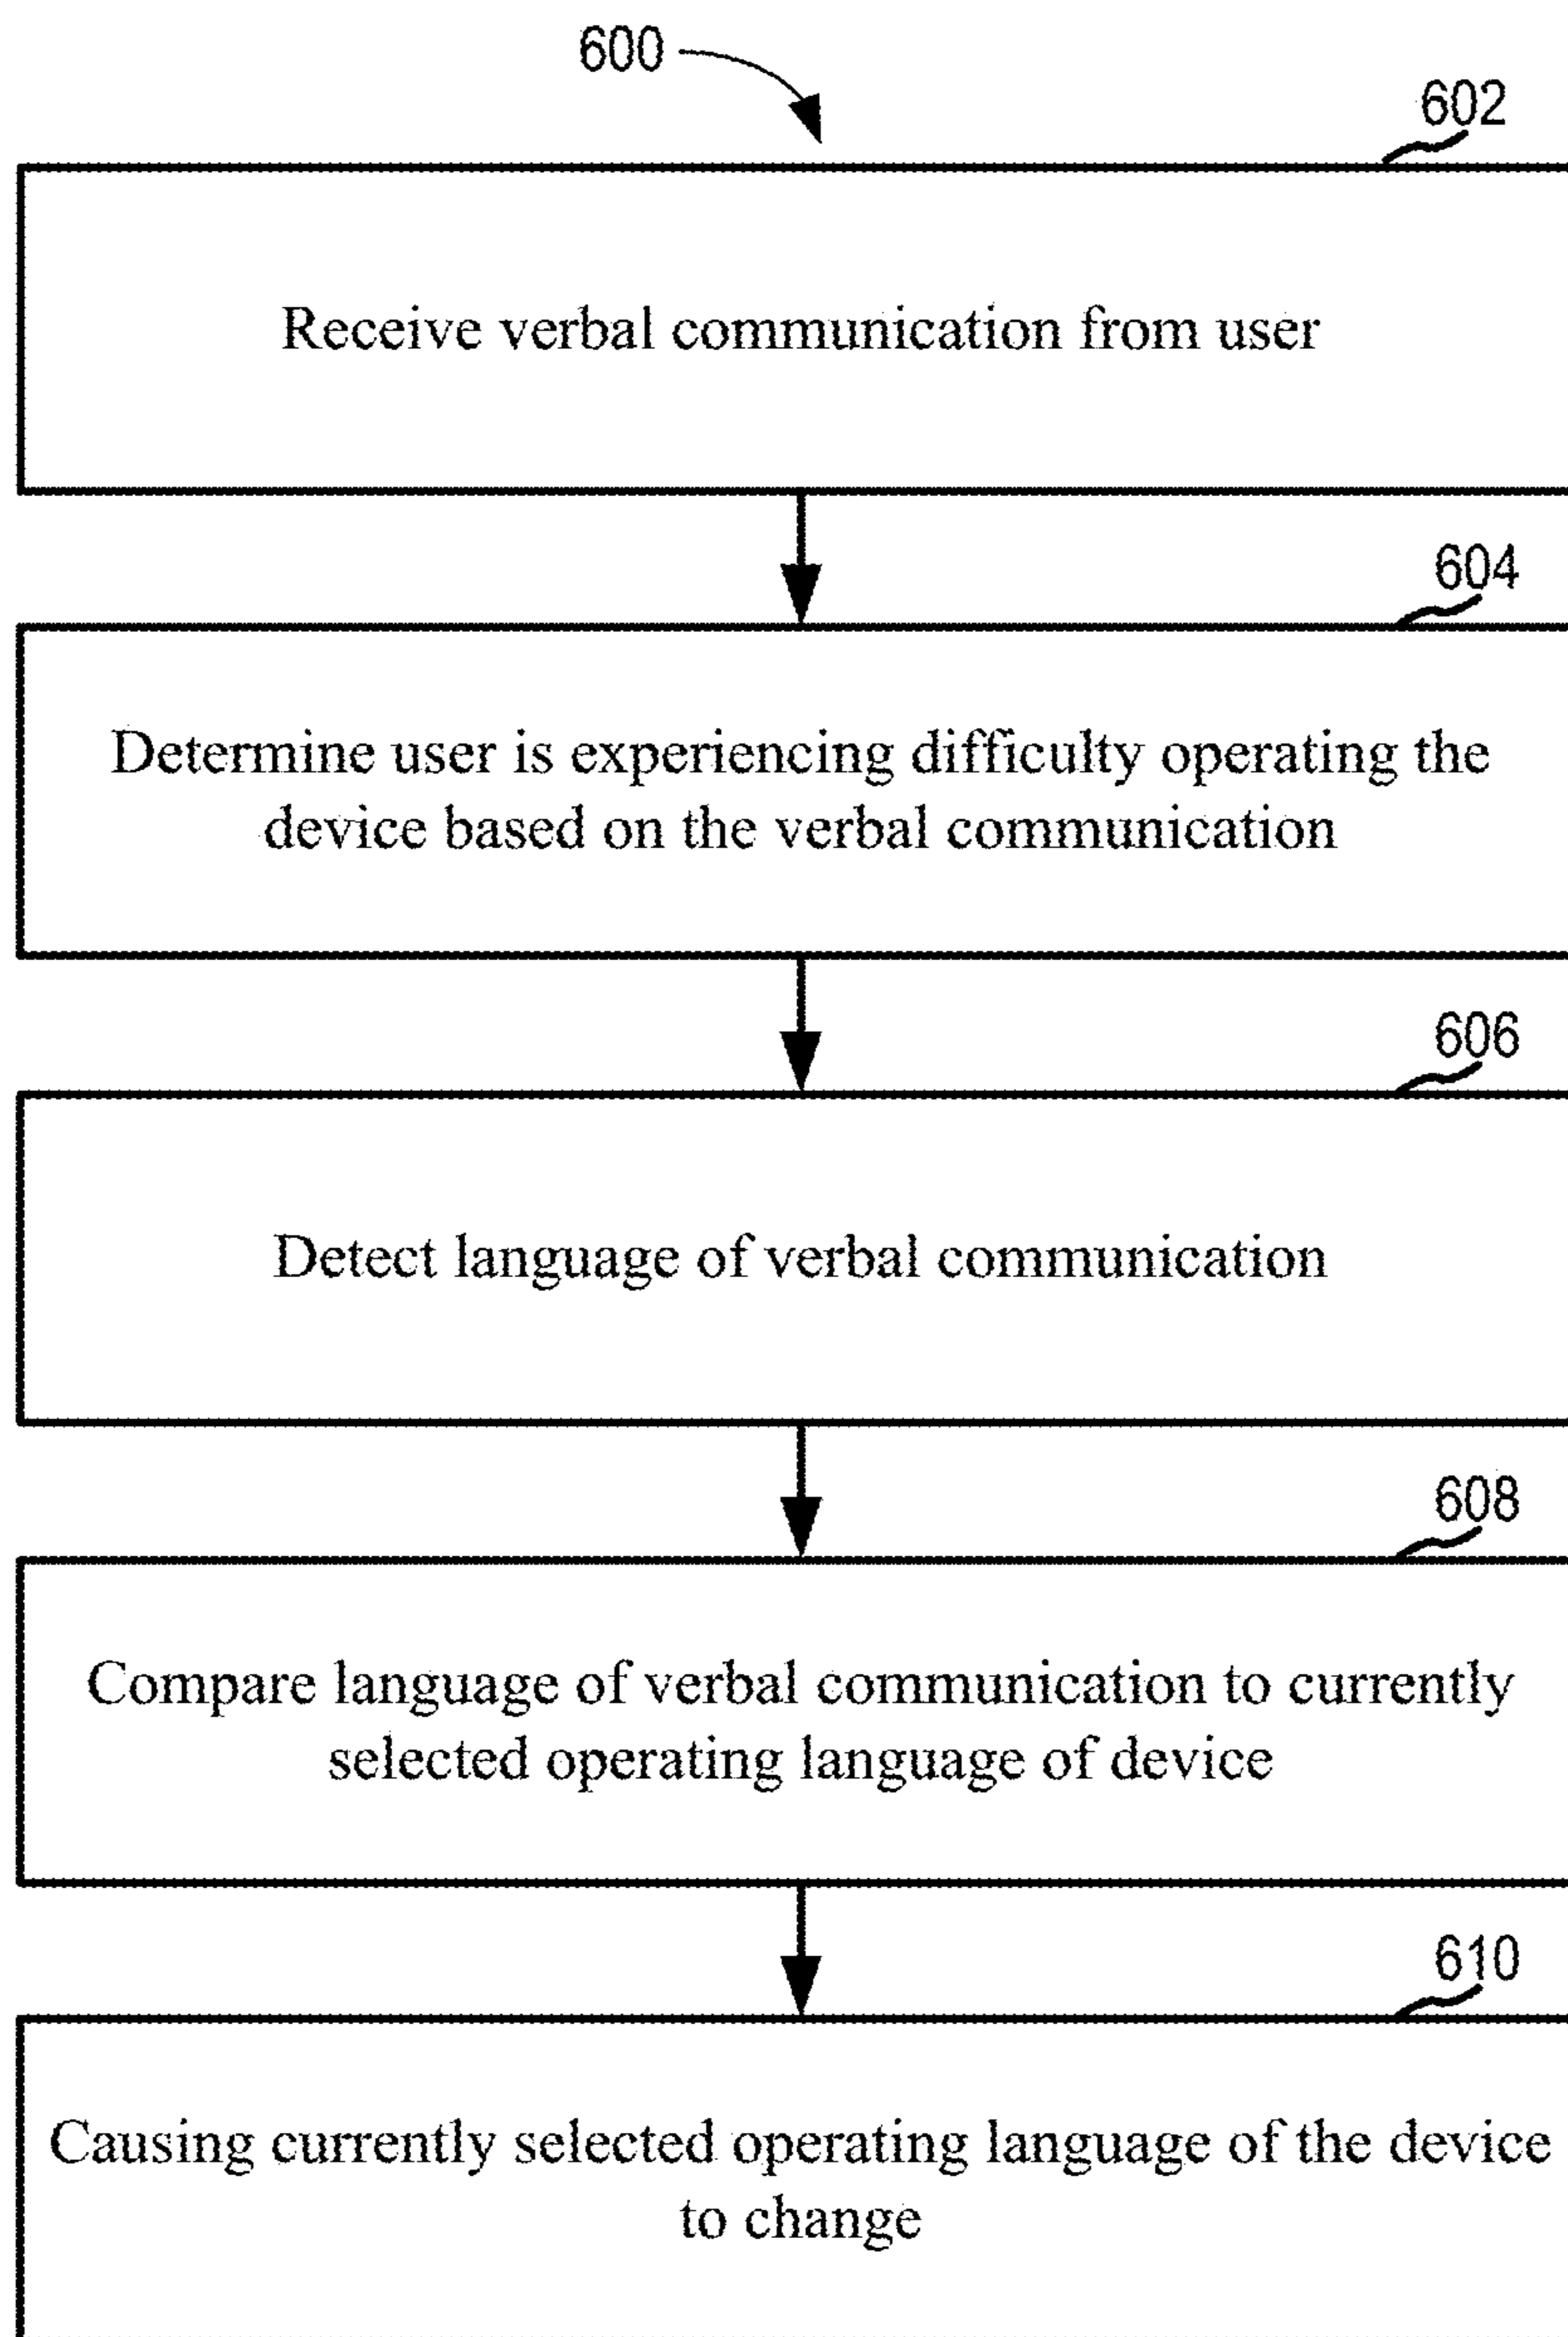 600
602
Receive verbal communication from user
604
Determine user is experiencing difficulty operating the
device based on the verbal communication
606
Detect language of verbal communication
608
Compare language of verbal communication to currently
selected operating language of device
610
Causing currently selected operating language of the device
to change